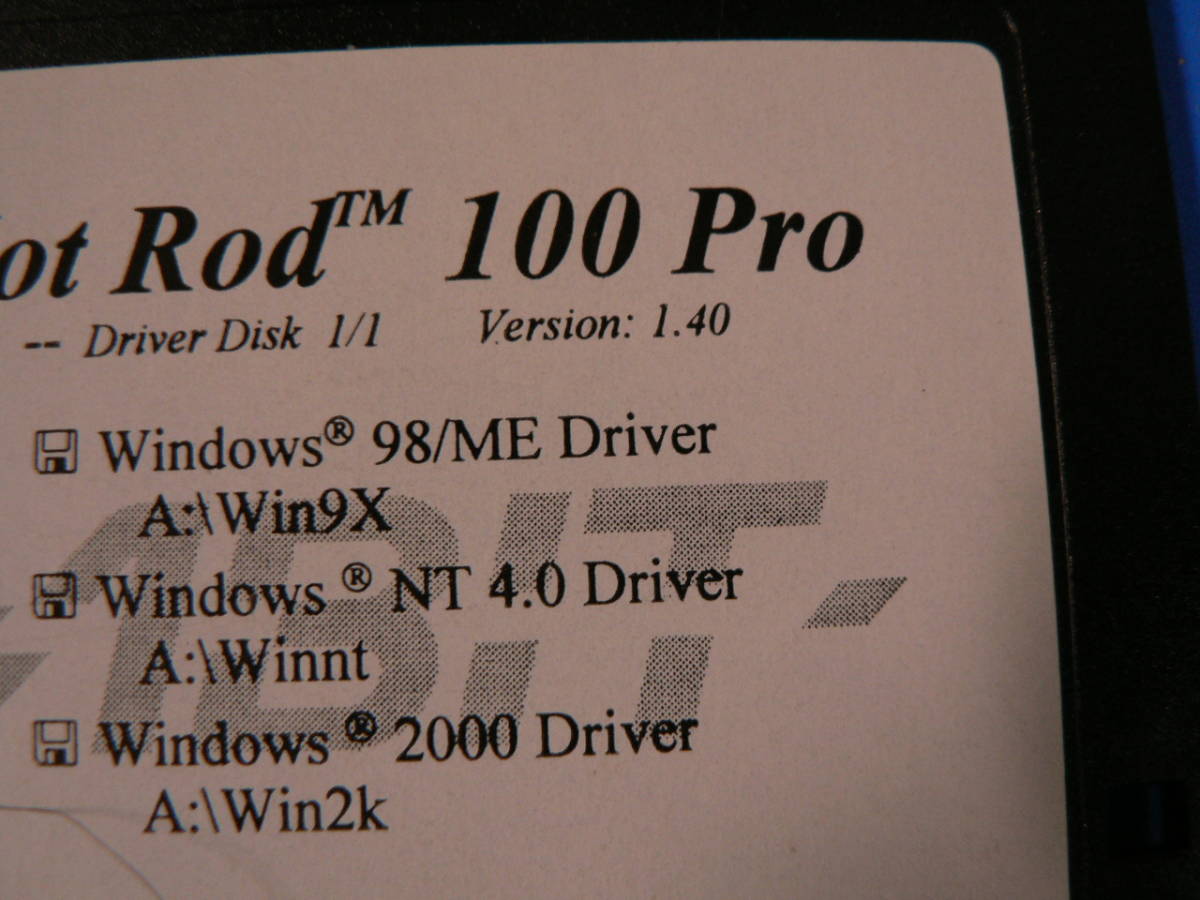 ot Rod™ 100 Pro
-- Driver Disk 1/1 Version: 1.40
Windows® 98/ME Driver
A:\Win9X
Windows ® NT 4.0 Driver
A:\Winnt
Windows ® 2000 Driver
A:\Win2k
ABIT